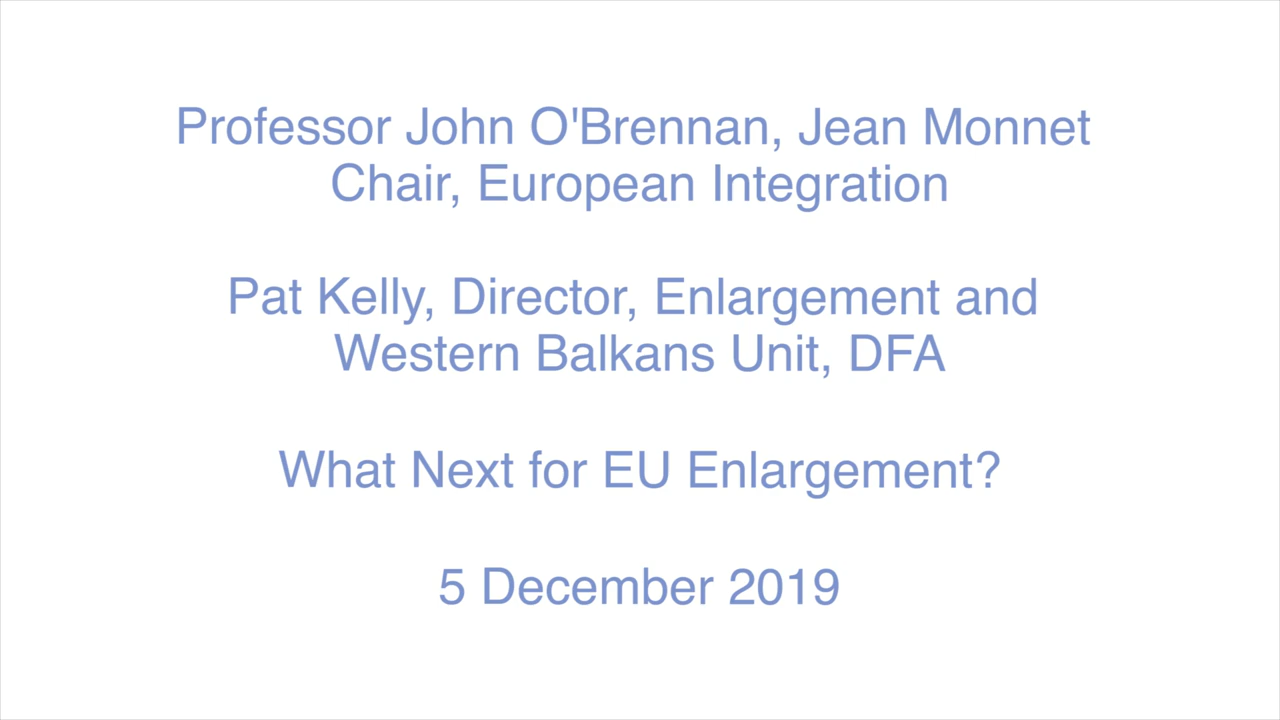 Professor John O'Brennan, Jean Monnet
Chair, European Integration
Pat Kelly, Director, Enlargement and
Western Balkans Unit, DFA
What Next for EU Enlargement?
5 December 2019